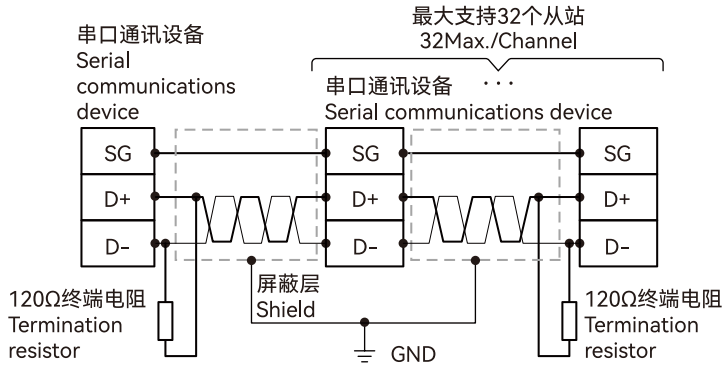 最大支持32个从站
32Max./Channel
串口通讯设备
Serial
communications
device
串口通讯设备 ···
Serial communications device
SG
SG
SG
D+
D+
D+
D-
D-
D-
屏蔽层
Shield
120Ω终端电阻
Termination
resistor
120Ω终端电阻
Termination
resistor
GND